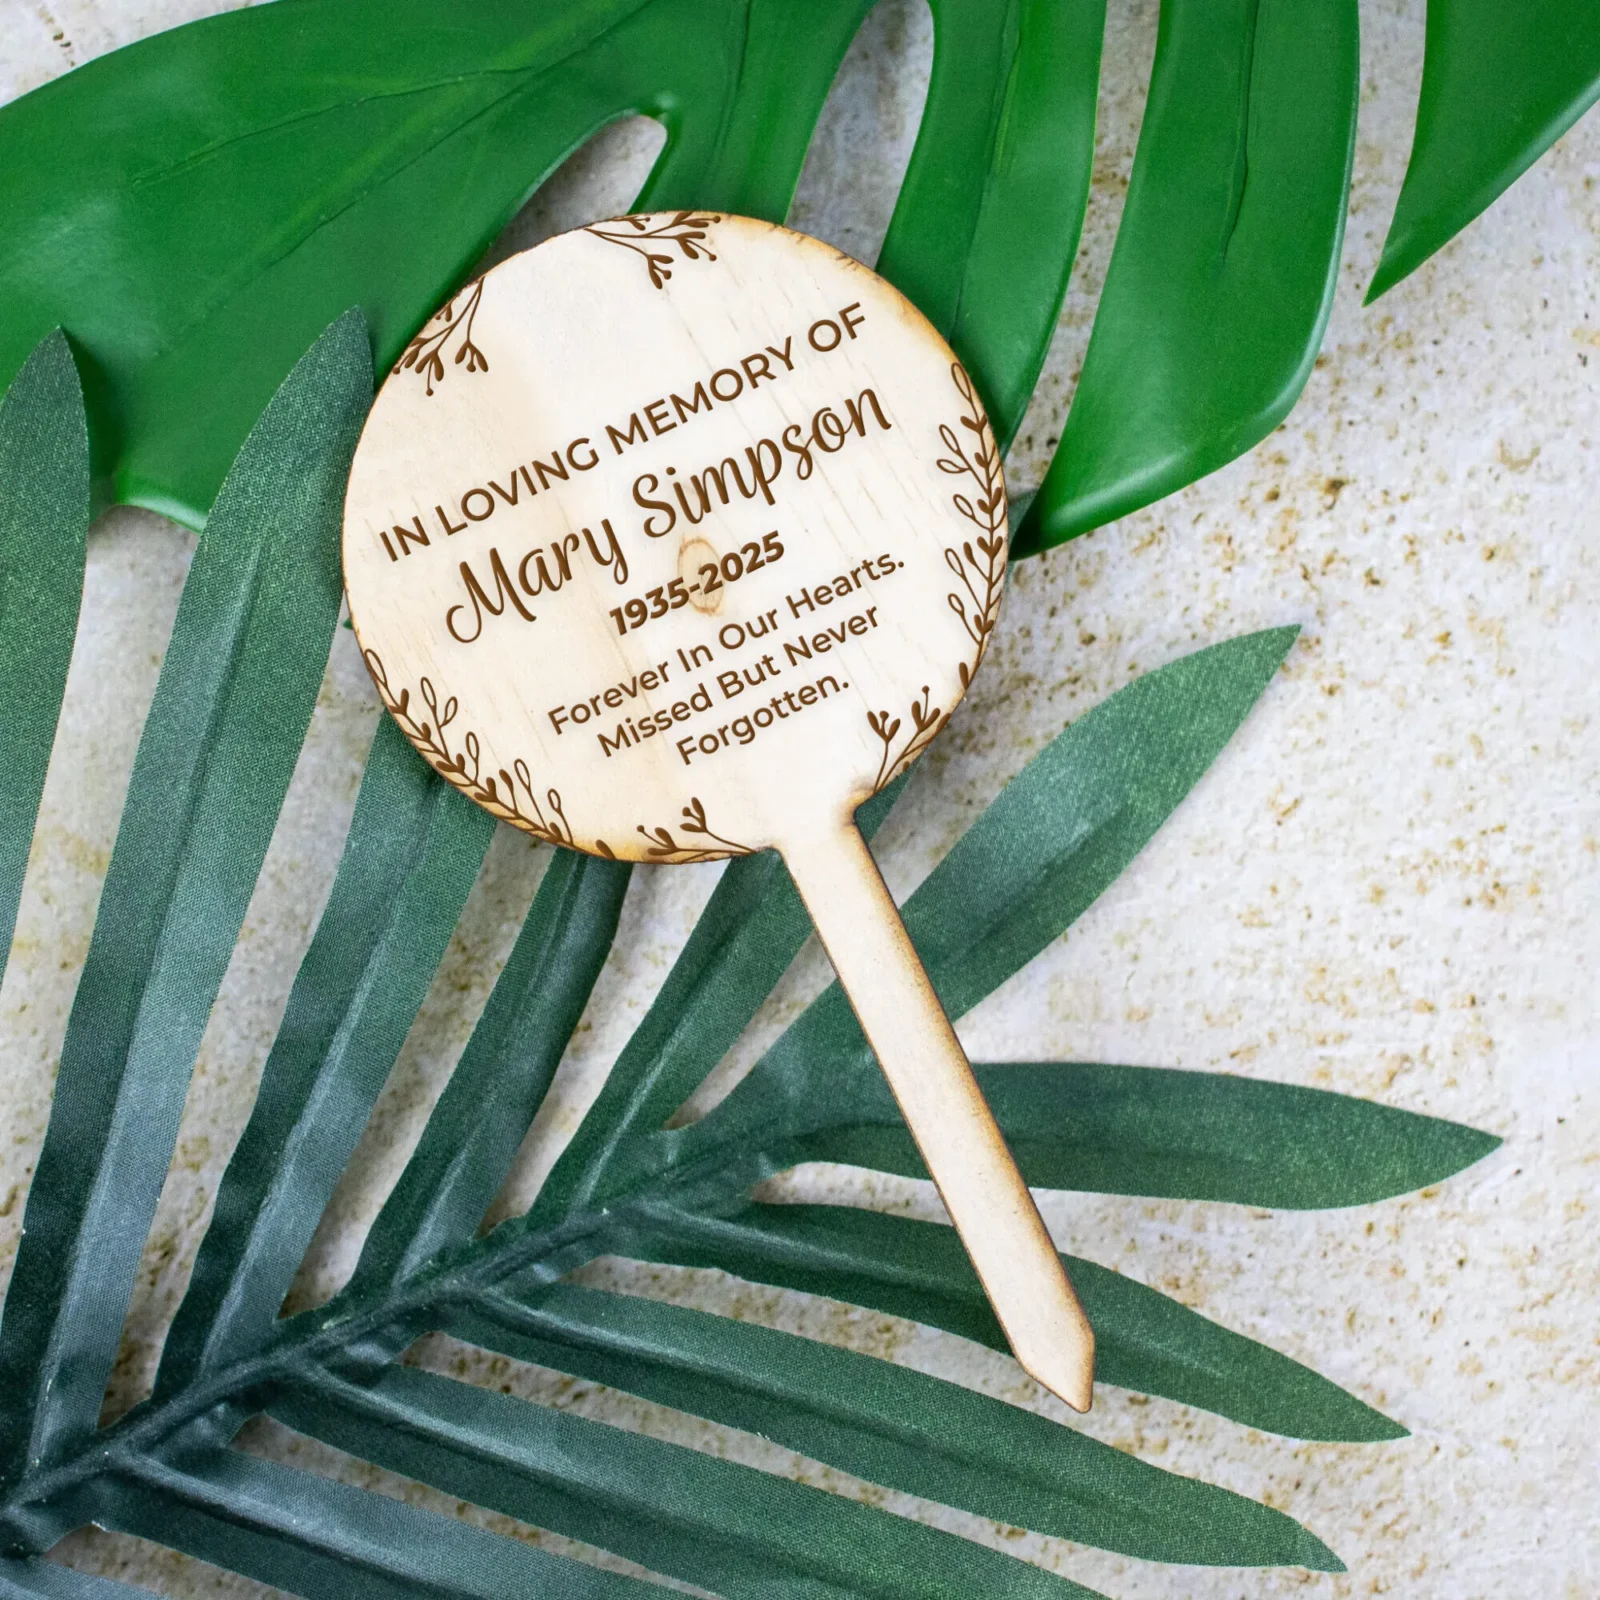 IN LOVING MEMORY OF
Mary Simpson
1935-2025
Forever In Our Hearts.
Missed But Never
Forgotten.